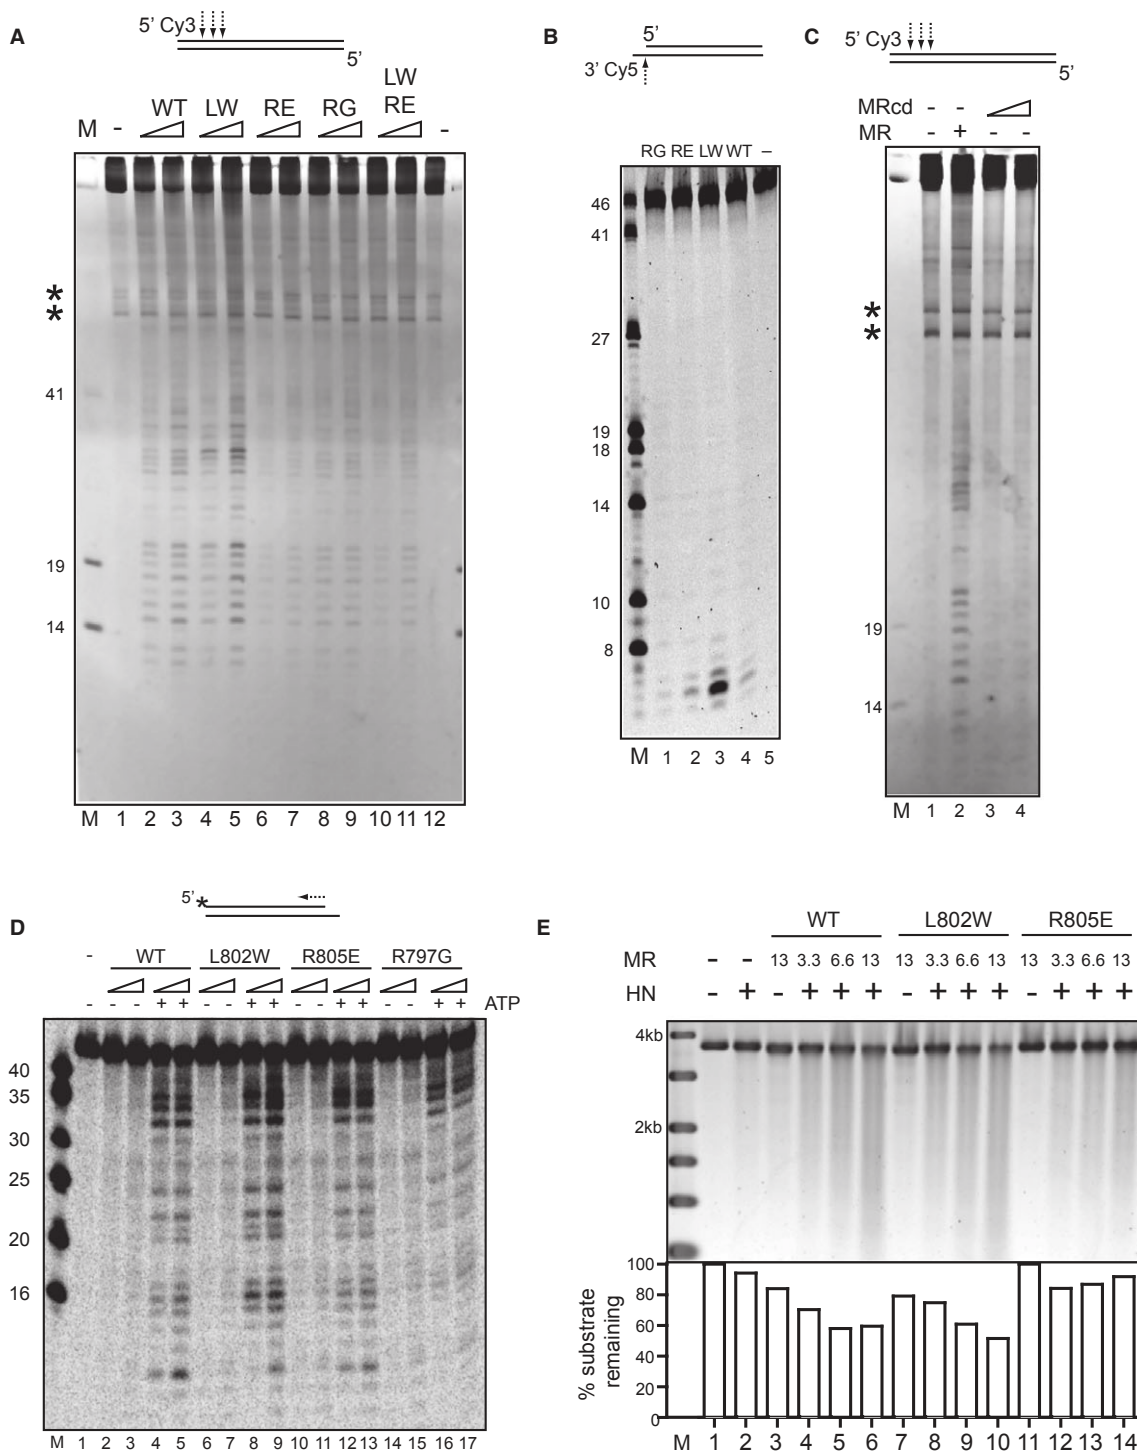 A
5' Cy3
5'
M - WT LW RE RG LW RE -
*
*
41
19
14
M 1 2 3 4 5 6 7 8 9 10 11 12
B
5'
3' Cy5
RG RE LW WT –
46
41
27
19
18
14
10
8
M 1 2 3 4 5
C
5' Cy3
5'
MRcd - - 
MR - + - -
*
*
19
14
M 1 2 3 4
D
5' *
- WT L802W R805E R797G
- - - + + - - + + - - + + - - + + ATP
40
35
30
25
20
16
M 1 2 3 4 5 6 7 8 9 10 11 12 13 14 15 16 17
E
WT L802W R805E
MR - - 13 3.3 6.6 13 13 3.3 6.6 13 13 3.3 6.6 13
HN - + - + + + - + + + - + + +
4kb
2kb
% substrate remaining
100
80
60
40
20
0
M 1 2 3 4 5 6 7 8 9 10 11 12 13 14